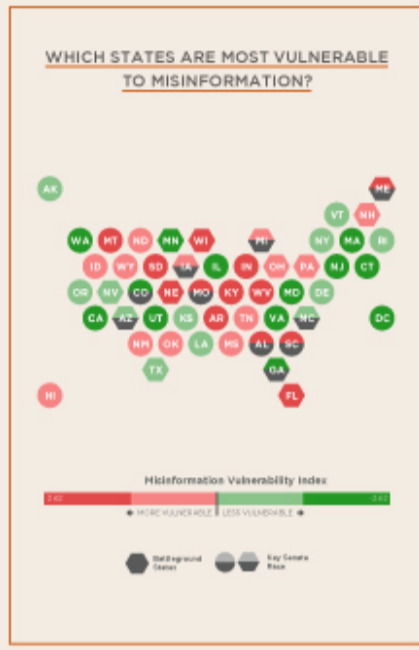 WHICH STATES ARE MOST VULNERABLE
TO MISINFORMATION?
AK ME
VT NH
WA MT ND MN WI MI NY MA RI
ID WY SD IA IL IN OH PA NJ CT
OR NV CO NE MO KY WV MD DE
CA AZ UT KS AR TN VA NC DC
NM OK LA MS AL SC
TX GA
HI FL
Misinformation Vulnerability Index
MORE VULNERABLE LESS VULNERABLE
Battleground
States
Key Senate
Race